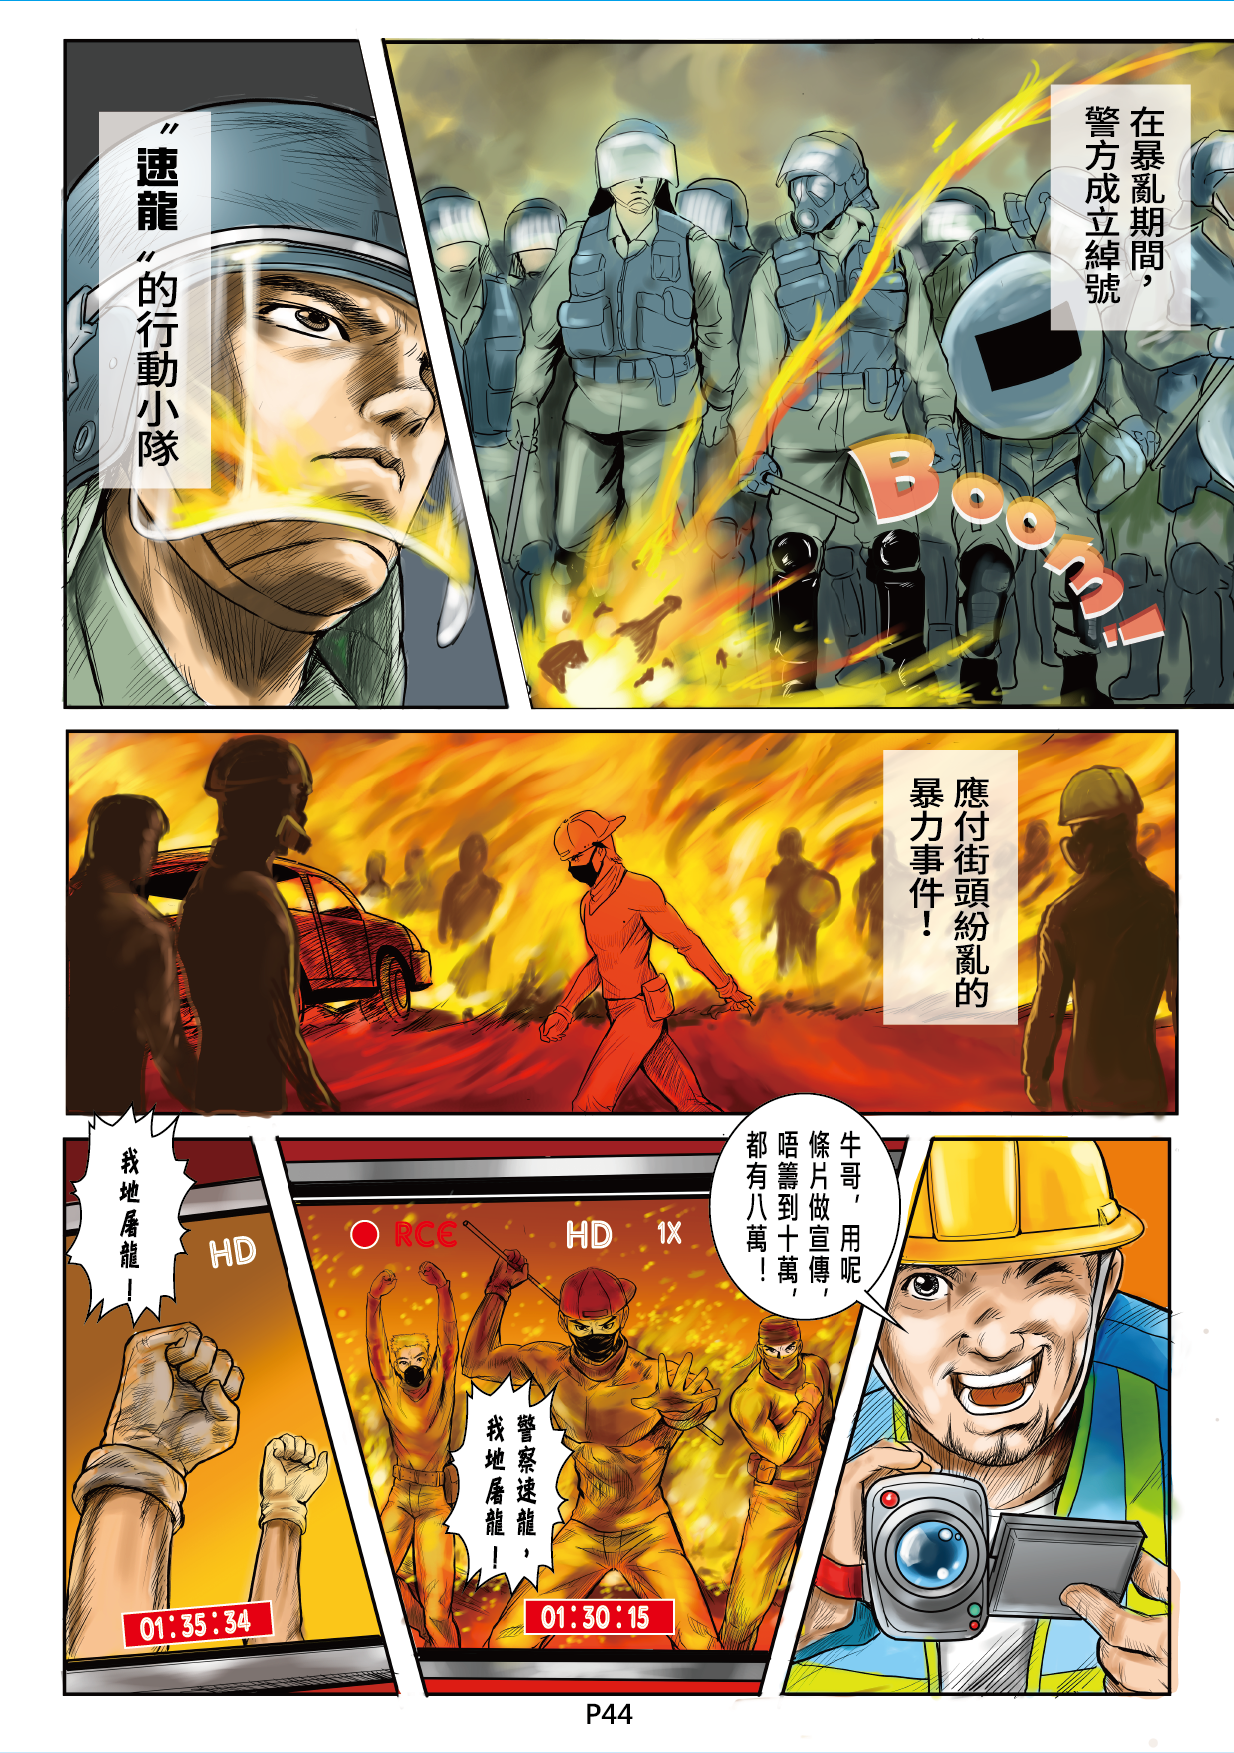 在暴亂期間，
警方成立綽號
〝速龍〞的行動小隊
Boom!
應付街頭紛亂的
暴力事件！
牛哥，用呢
條片做宣傳，
唔籌到十萬，
都有八萬！
RCE
HD
1X
警察速龍，
我地屠龍！
01:30:15
我地屠龍！
HD
01:35:34
P44